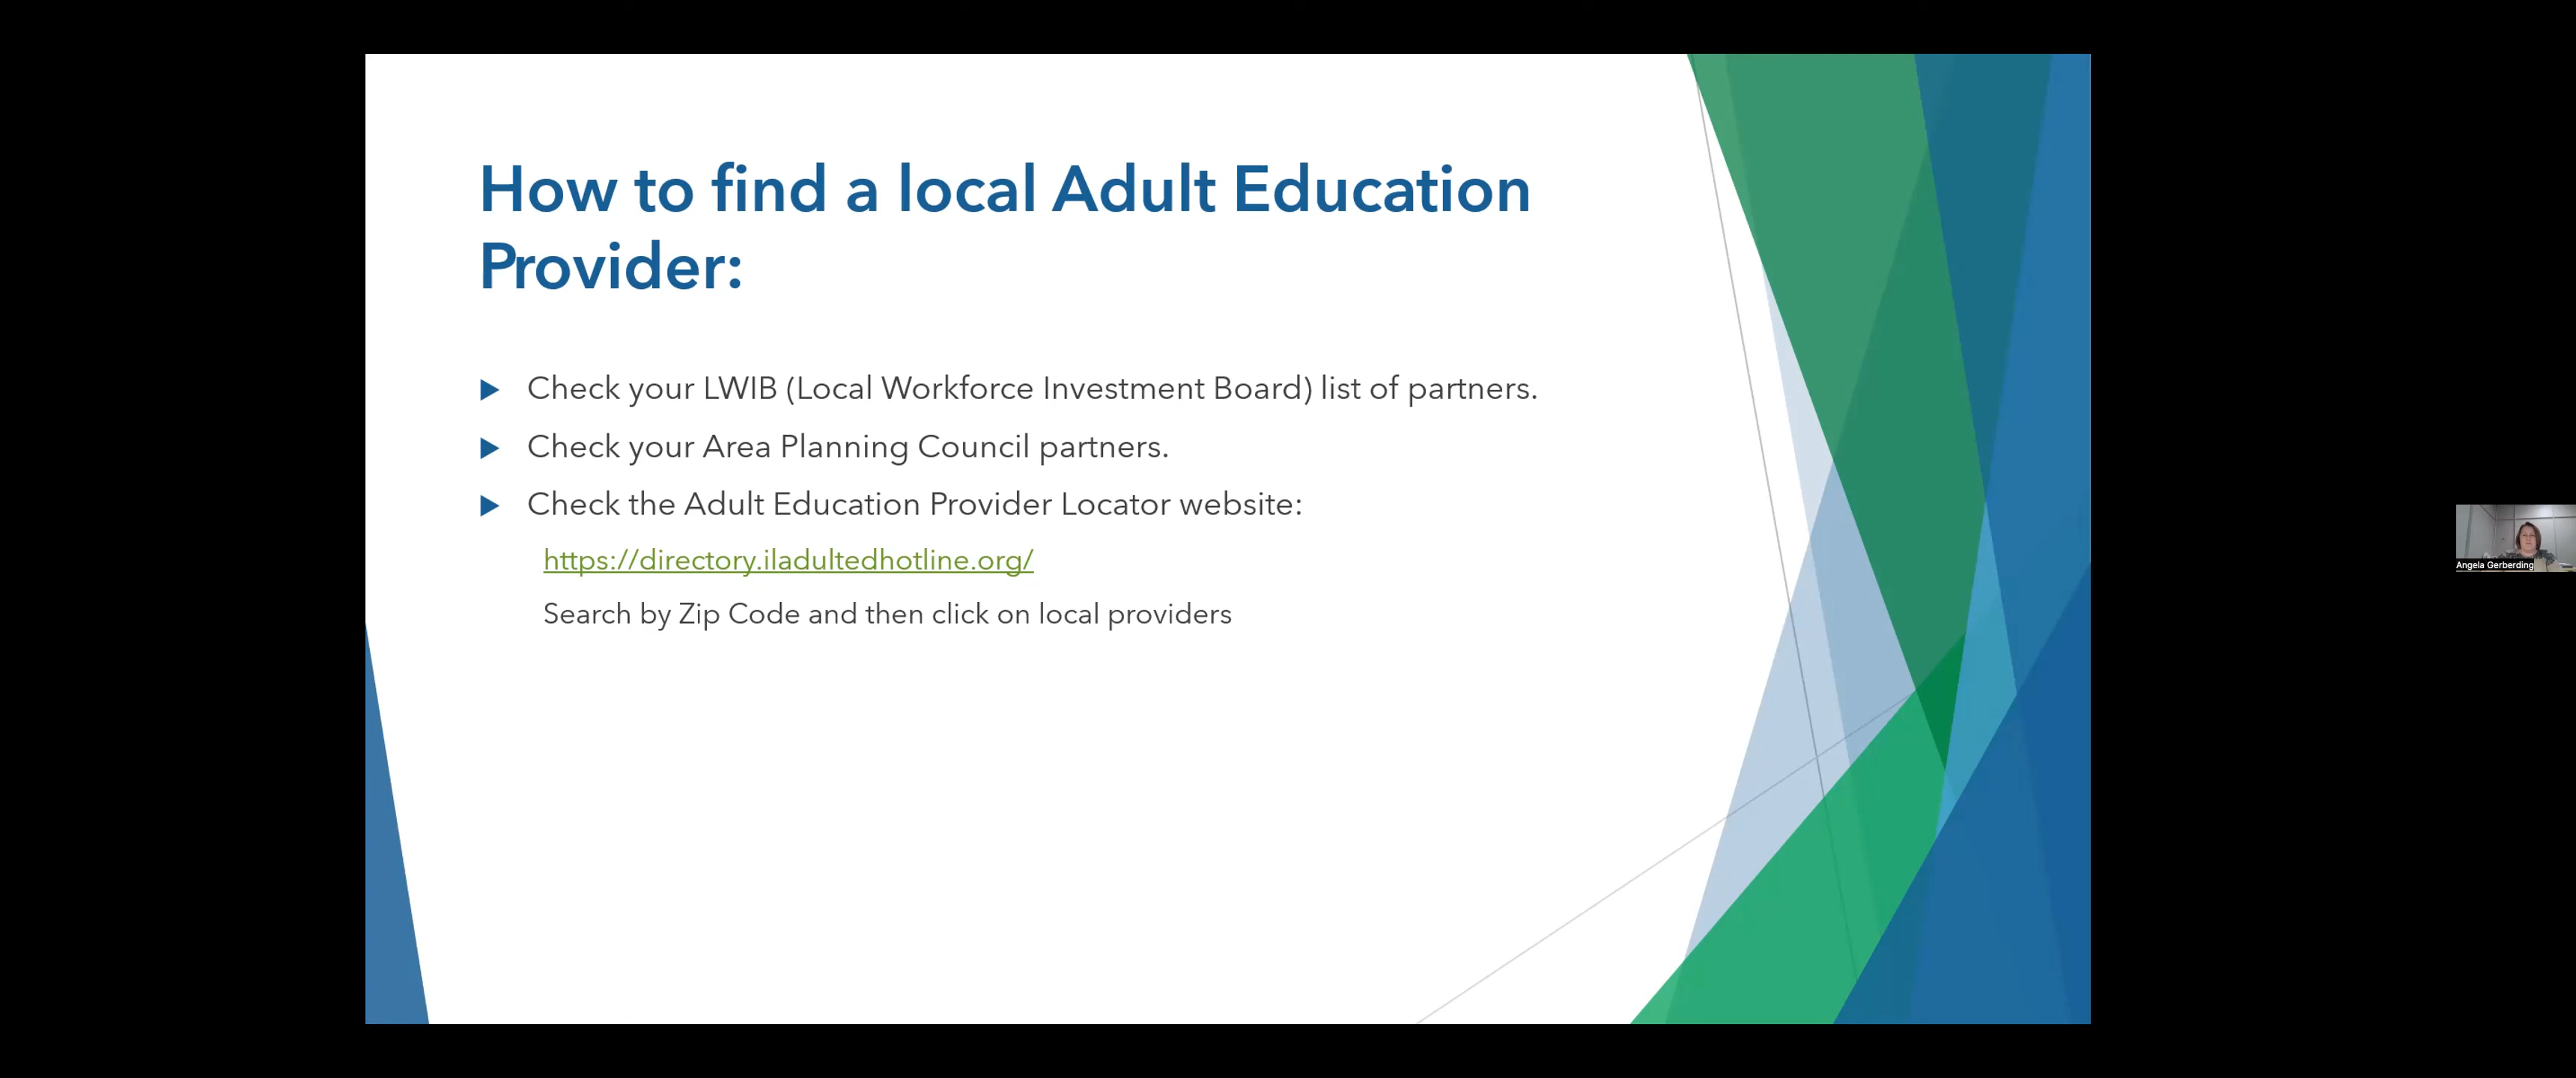 How to find a local Adult Education
Provider:
Check your LWIB (Local Workforce Investment Board) list of partners.
Check your Area Planning Council partners.
Check the Adult Education Provider Locator website:
https://directory.iladultedhotline.org/
Search by Zip Code and then click on local providers
Angela Gerberding